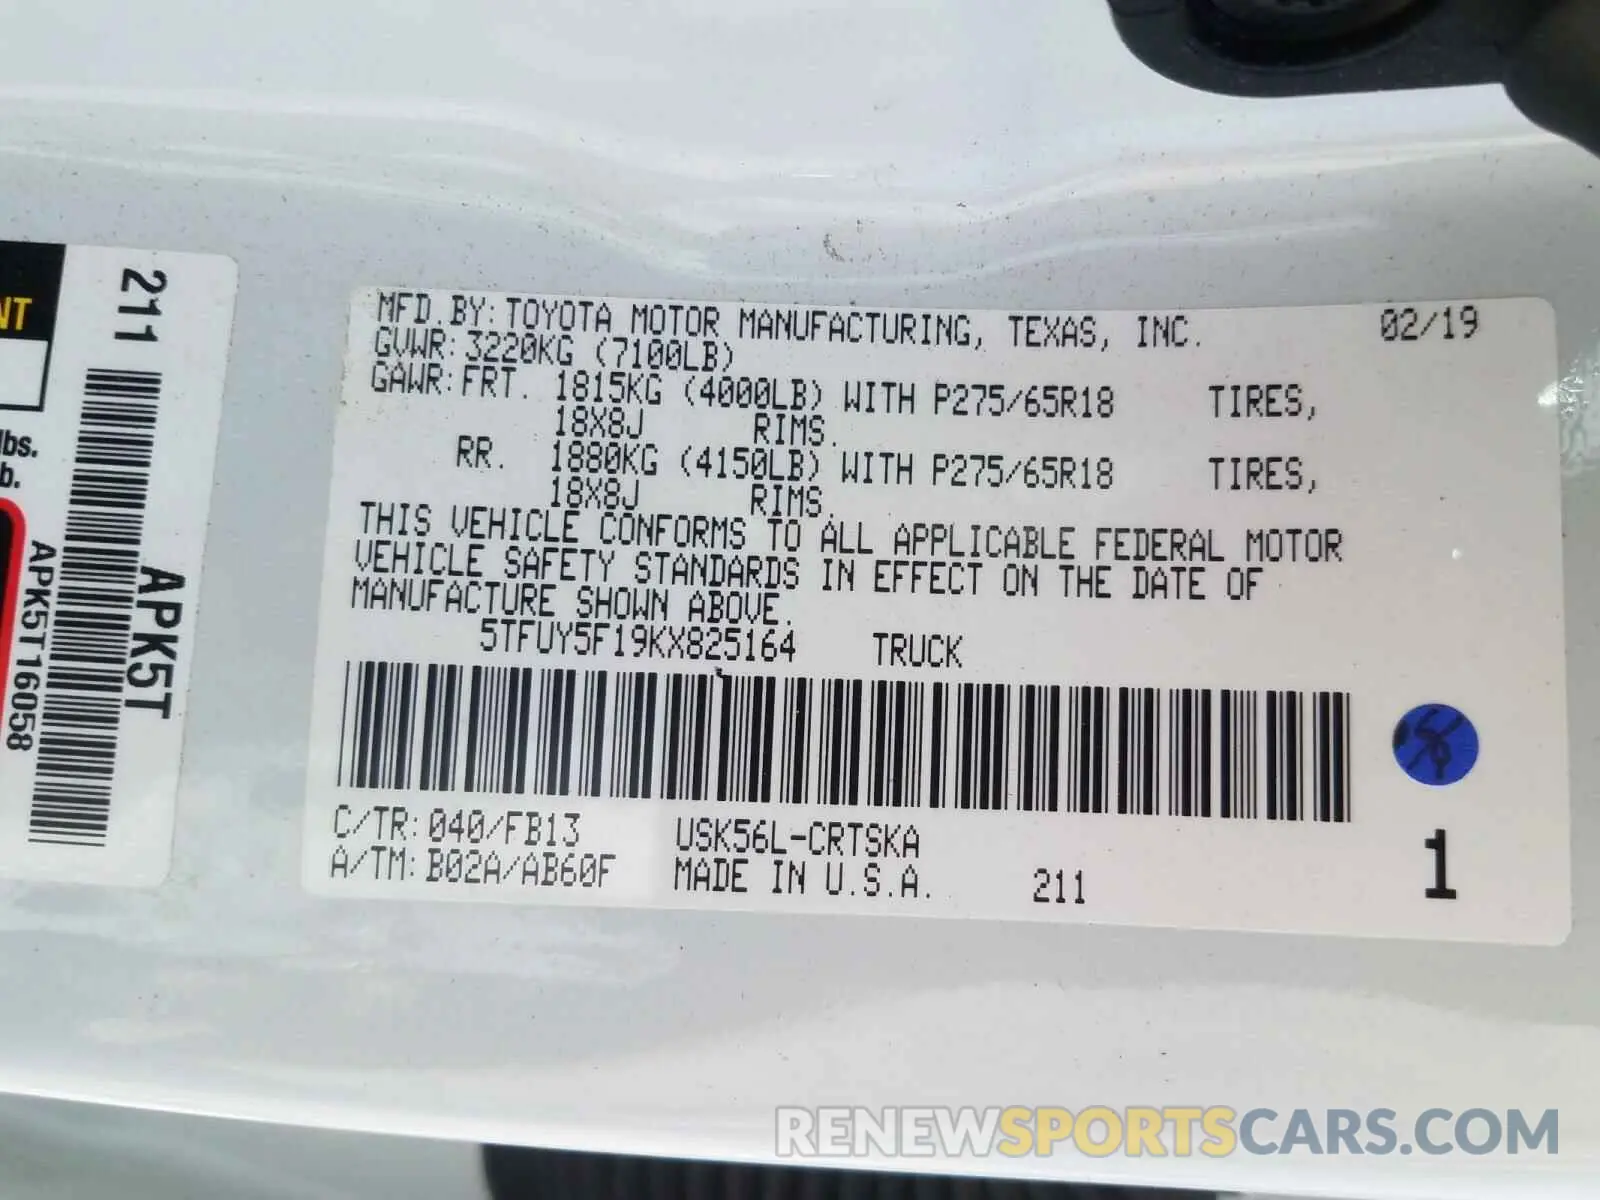 NT
lbs.
b.
211
APK5T
APK5T16058
MFD.BY:TOYOTA MOTOR MANUFACTURING, TEXAS, INC. 02/19
GVWR:3220KG (7100LB)
GAWR:FRT. 1815KG (4000LB) WITH P275/65R18 TIRES,
18X8J RIMS.
RR. 1880KG (4150LB) WITH P275/65R18 TIRES,
18X8J RIMS.
THIS VEHICLE CONFORMS TO ALL APPLICABLE FEDERAL MOTOR
VEHICLE SAFETY STANDARDS IN EFFECT ON THE DATE OF
MANUFACTURE SHOWN ABOVE.
5TFUY5F19KX825164 TRUCK
C/TR:040/FB13 USK56L-CRTSKA
A/TM:B02A/AB60F MADE IN U.S.A. 211
1
RENEWSPORTSCARS.COM